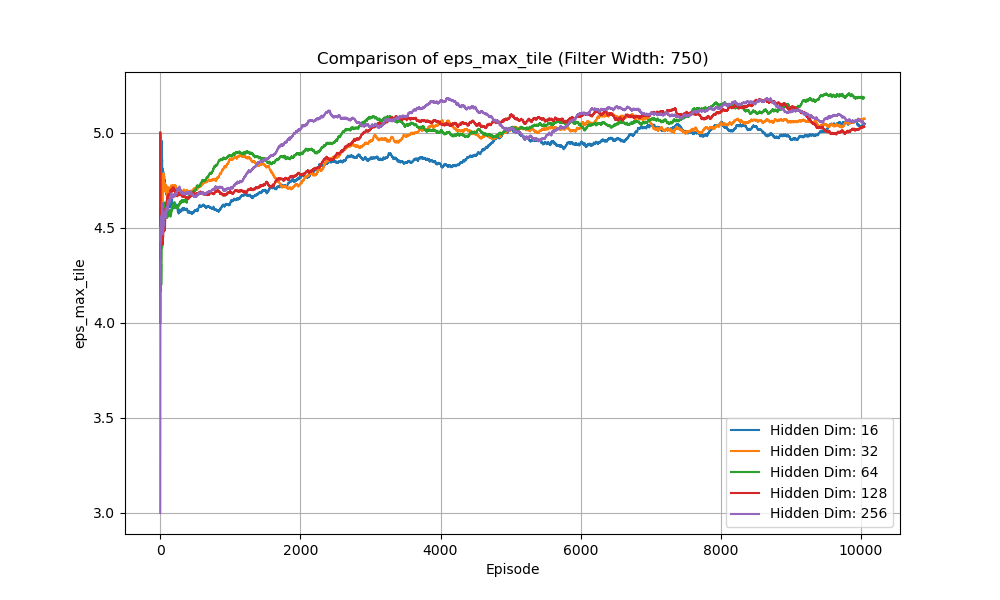 Comparison of eps_max_tile (Filter Width: 750)
eps_max_tile
5.0
4.5
4.0
3.5
3.0
0 2000 4000 6000 8000 10000
Episode
Hidden Dim: 16
Hidden Dim: 32
Hidden Dim: 64
Hidden Dim: 128
Hidden Dim: 256